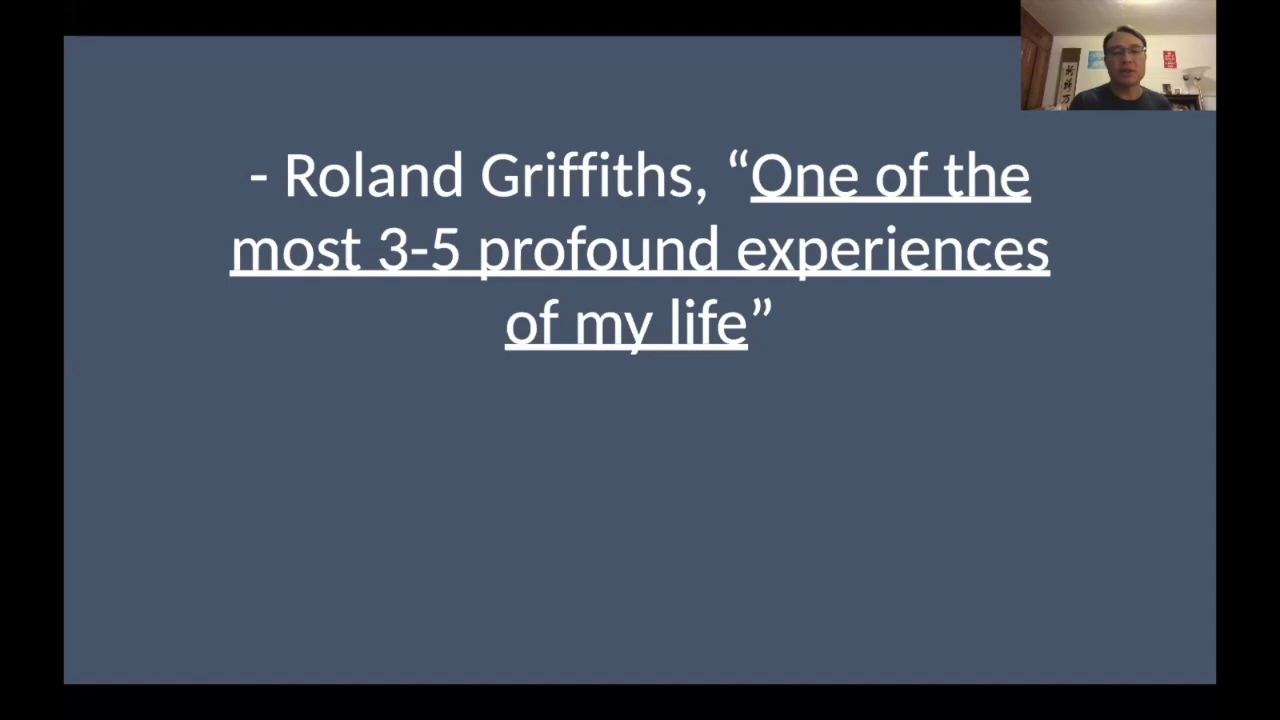 - Roland Griffiths, “One of the
most 3-5 profound experiences
of my life”